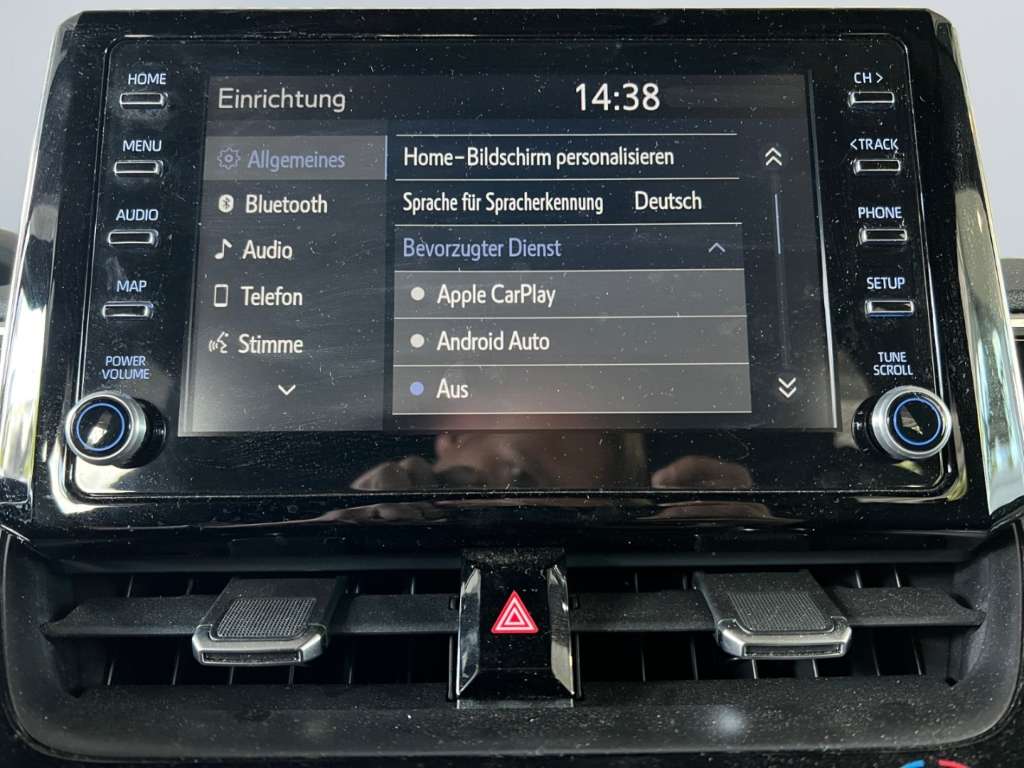 HOME
MENU
AUDIO
MAP
POWER
VOLUME
Einrichtung
14:38
Allgemeines
Bluetooth
Audio
Telefon
Stimme
Home-Bildschirm personalisieren
Sprache für Spracherkennung Deutsch
Bevorzugter Dienst
Apple CarPlay
Android Auto
Aus
CH >
<TRACK
PHONE
SETUP
TUNE
SCROLL